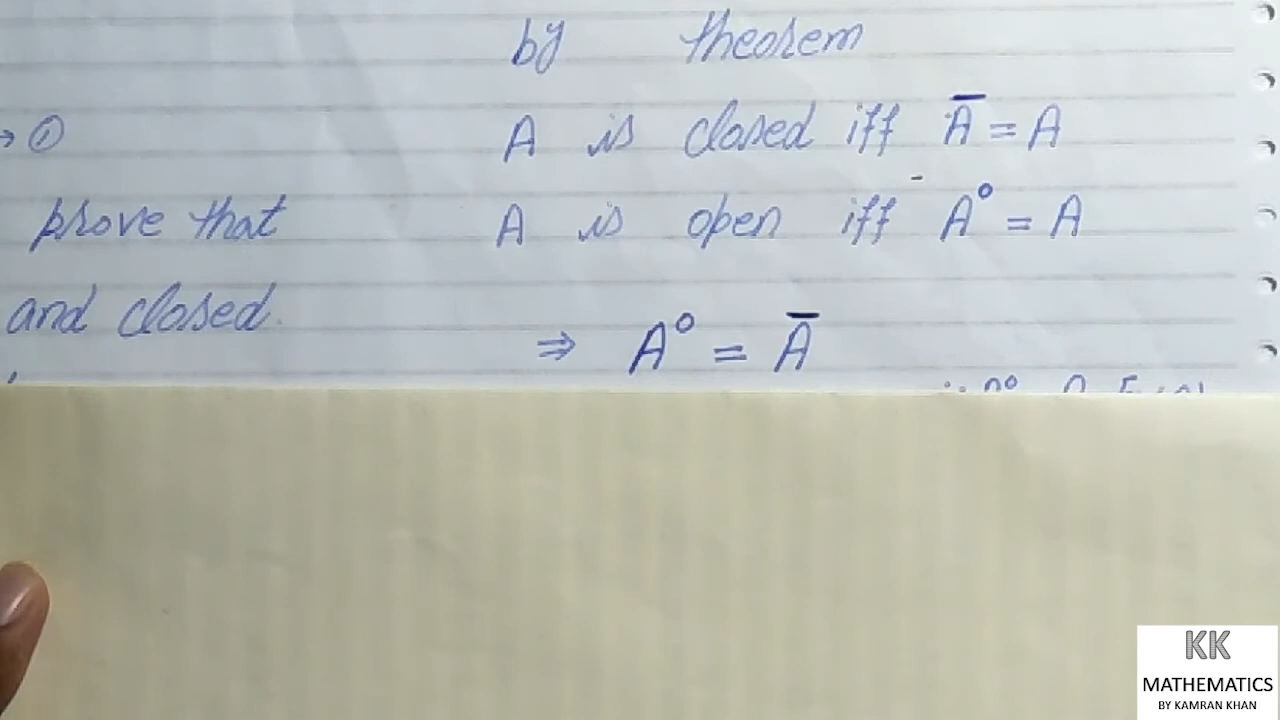 by theorem
→ ①
A is closed iff Ā = A
prove that
A is open iff A° = A
and closed.
⇒ A° = Ā
KK
MATHEMATICS
BY KAMRAN KHAN